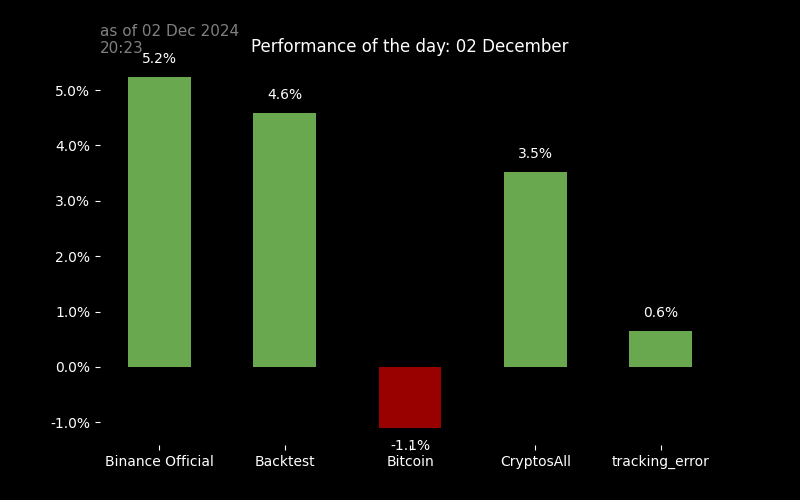 as of 02 Dec 2024
20:23
Performance of the day: 02 December
5.2%
4.6%
-1.1%
3.5%
0.6%
5.0%
4.0%
3.0%
2.0%
1.0%
0.0%
-1.0%
Binance Official
Backtest
Bitcoin
CryptosAll
tracking_error